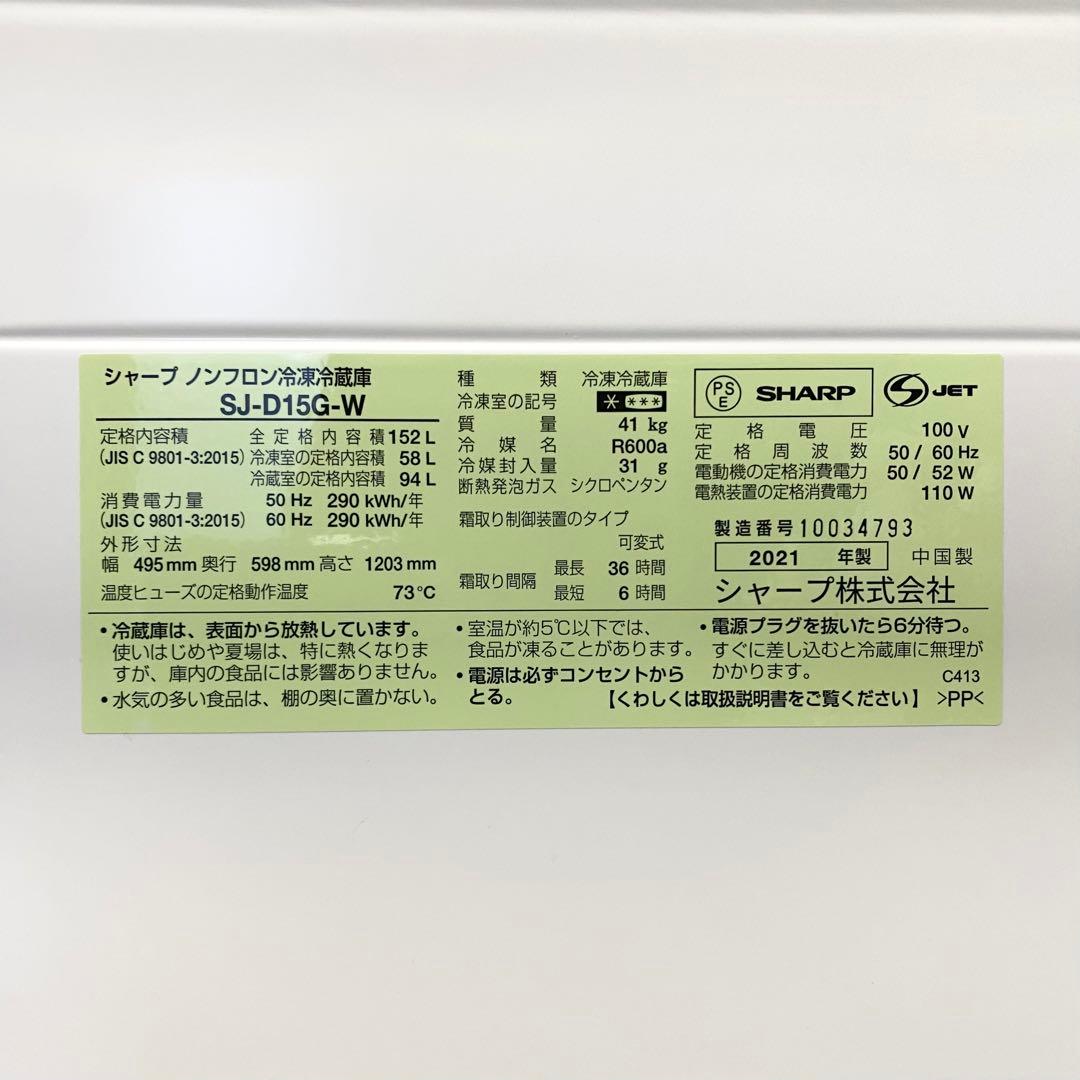 シャープ ノンフロン冷凍冷蔵庫
SJ-D15G-W
定格内容積 全定格内容積 152 L
(JIS C 9801-3:2015) 冷凍室の定格内容積 58 L
冷蔵室の定格内容積 94 L
消費電力量 50 Hz 290 kWh/年
(JIS C 9801-3:2015) 60 Hz 290 kWh/年
外形寸法
幅 495 mm 奥行 598 mm 高さ 1203 mm
温度ヒューズの定格動作温度 73℃
種類 冷凍冷蔵庫
冷凍室の記号 * ***
質量 41 kg
冷媒名 R600a
冷媒封入量 31 g
断熱発泡ガス シクロペンタン
霜取り制御装置のタイプ
可変式
霜取り間隔 最長 36 時間
最短 6 時間
PS E SHARP JET
定格電圧 100 V
定格周波数 50 / 60 Hz
電動機の定格消費電力 50 / 52 W
電熱装置の定格消費電力 110 W
製造番号 10034793
2021 年製 中国製
シャープ株式会社
・冷蔵庫は、表面から放熱しています。
使いはじめや夏場は、特に熱くなりま
すが、庫内の食品には影響ありません。
・水気の多い食品は、棚の奥に置かない。
・室温が約5℃以下では、
食品が凍ることがあります。
・電源は必ずコンセントから
とる。
・電源プラグを抜いたら6分待つ。
すぐに差し込むと冷蔵庫に無理が
かかります。 C413
【くわしくは取扱説明書をご覧ください】 >PP<